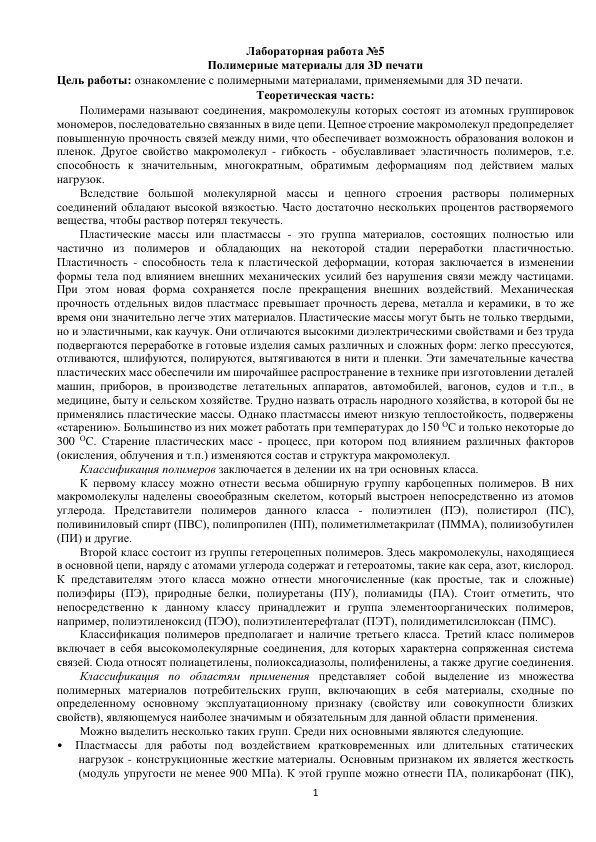 Лабораторная работа №5
Полимерные материалы для 3D печати
Цель работы: ознакомление с полимерными материалами, применяемыми для 3D печати.
Теоретическая часть:
Полимерами называют соединения, макромолекулы которых состоят из атомных группировок
мономеров, последовательно связанных в виде цепи. Цепное строение макромолекул предопределяет
повышенную прочность связей между ними, что обеспечивает возможность образования волокон и
пленок. Другое свойство макромолекул - гибкость - обуславливает эластичность полимеров, т.е.
способность к значительным, многократным, обратимым деформациям под действием малых
нагрузок.
Вследствие большой молекулярной массы и цепного строения растворы полимерных
соединений обладают высокой вязкостью. Часто достаточно нескольких процентов растворяемого
вещества, чтобы раствор потерял текучесть.
Пластические массы или пластмассы - это группа материалов, состоящих полностью или
частично из полимеров и обладающих на некоторой стадии переработки пластичностью.
Пластичность - способность тела к пластической деформации, которая заключается в изменении
формы тела под влиянием внешних механических усилий без нарушения связи между частицами.
При этом новая форма сохраняется после прекращения внешних воздействий. Механическая
прочность отдельных видов пластмасс превышает прочность дерева, металла и керамики, в то же
время они значительно легче этих материалов. Пластические массы могут быть не только твердыми,
но и эластичными, как каучук. Они отличаются высокими диэлектрическими свойствами и без труда
подвергаются переработке в готовые изделия самых различных и сложных форм: легко прессуются,
отливаются, шлифуются, полируются, вытягиваются в нити и пленки. Эти замечательные качества
пластических масс обеспечили им широчайшее распространение в технике при изготовлении деталей
машин, приборов, в производстве летательных аппаратов, автомобилей, вагонов, судов и т.п., в
медицине, быту и сельском хозяйстве. Трудно назвать отрасль народного хозяйства, в которой бы не
применялись пластические массы. Однако пластмассы имеют низкую теплостойкость, подвержены
«старению». Большинство из них может работать при температурах до 150 ОС и только некоторые до
300 ОС. Старение пластических масс - процесс, при котором под влиянием различных факторов
(окисления, облучения и т.п.) изменяются состав и структура макромолекул.
Классификация полимеров заключается в делении их на три основных класса.
К первому классу можно отнести весьма обширную группу карбоцепных полимеров. В них
макромолекулы наделены своеобразным скелетом, который выстроен непосредственно из атомов
углерода. Представители полимеров данного класса - полиэтилен (ПЭ), полистирол (ПС),
поливиниловый спирт (ПВС), полипропилен (ПП), полиметилметакрилат (ПММА), полиизобутилен
(ПИ) и другие.
Второй класс состоит из группы гетероцепных полимеров. Здесь макромолекулы, находящиеся
в основной цепи, наряду с атомами углерода содержат и гетероатомы, такие как сера, азот, кислород.
К представителям этого класса можно отнести многочисленные (как простые, так и сложные)
полиэфиры (ПЭ), природные белки, полиуретаны (ПУ), полиамиды (ПА). Стоит отметить, что
непосредственно к данному классу принадлежит и группа элементоорганических полимеров,
например, полиэтиленоксид (ПЭО), полиэтилентерефталат (ПЭТ), полидиметилсилоксан (ПМС).
Классификация полимеров предполагает и наличие третьего класса. Третий класс полимеров
включает в себя высокомолекулярные соединения, для которых характерна сопряженная система
связей. Сюда относят полиацетилены, полиоксадиазолы, полифенилены, а также другие соединения.
Классификация по областям применения представляет собой выделение из множества
полимерных материалов потребительских групп, включающих в себя материалы, сходные по
определенному основному эксплуатационному признаку (свойству или совокупности близких
свойств), являющемуся наиболее значимым и обязательным для данной области применения.
Можно выделить несколько таких групп. Среди них основными являются следующие.
• Пластмассы для работы под воздействием кратковременных или длительных статических
нагрузок - конструкционные жесткие материалы. Основным признаком их является жесткость
(модуль упругости не менее 900 МПа). К этой группе можно отнести ПА, поликарбонат (ПК),
1